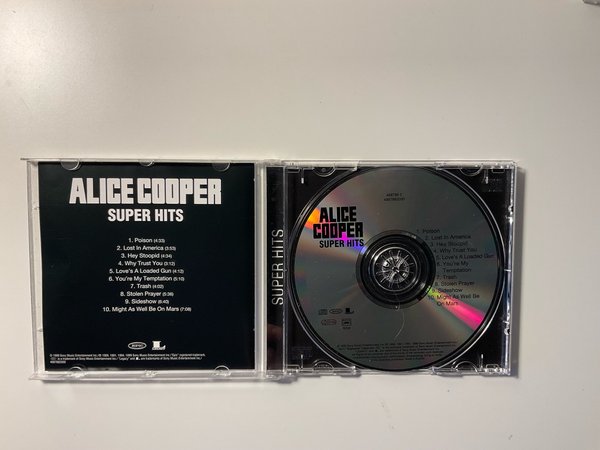 ALICE COOPER
SUPER HITS
1. Poison (4:33)
2. Lost In America (3:53)
3. Hey Stoopid (4:34)
4. Why Trust You (3:12)
5. Love's A Loaded Gun (4:12)
6. You're My Temptation (5:10)
7. Trash (4:02)
8. Stolen Prayer (5:38)
9. Sideshow (6:40)
10. Might As Well Be On Mars (7:08)
epic
SUPER HITS
ALICE
COOPER
SUPER HITS
1. Poison
2. Lost In America
3. Hey Stoopid
4. Why Trust You
5. Love's A Loaded Gun
6. You're My
Temptation
7. Trash
8. Stolen Prayer
9. Sideshow
10. Might As Well Be
On Mars